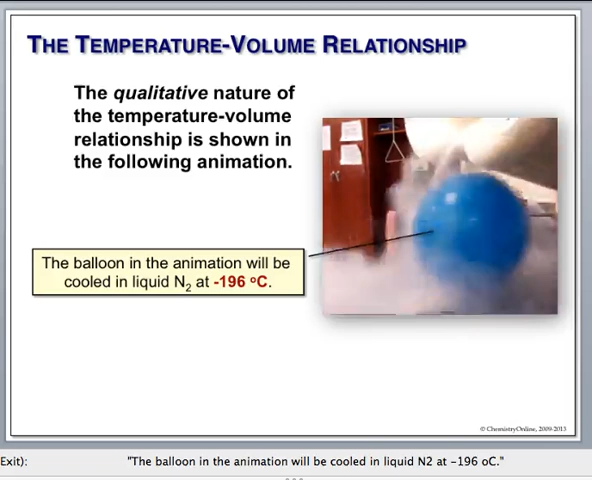 THE TEMPERATURE-VOLUME RELATIONSHIP
The qualitative nature of
the temperature-volume
relationship is shown in
the following animation.
The balloon in the animation will be
cooled in liquid N2 at -196 oC.
© ChemistryOnline, 2009-2013
Exit):
"The balloon in the animation will be cooled in liquid N2 at −196 oC."